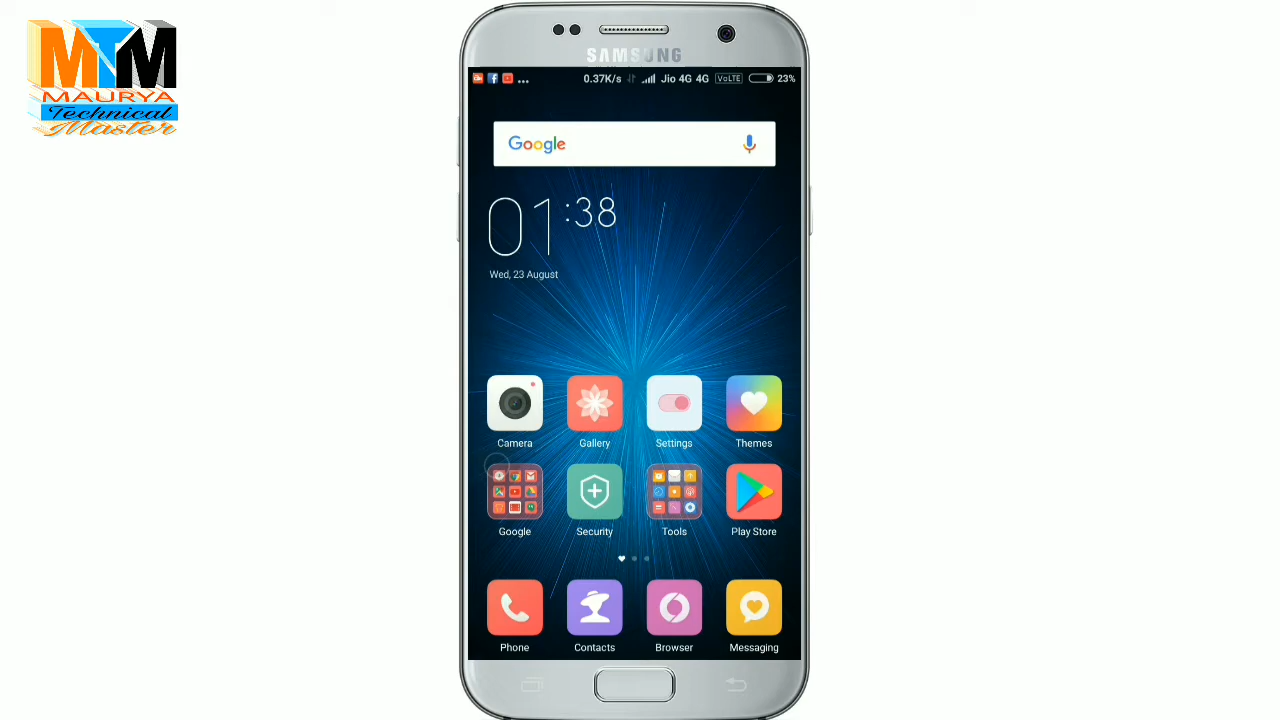 MTM
MAURYA
Technical
Master
SAMSUNG
... 0.37K/s Jio 4G 4G VoLTE 23%
Google
01:38
Wed, 23 August
Camera Gallery Settings Themes
Google Security Tools Play Store
Phone Contacts Browser Messaging